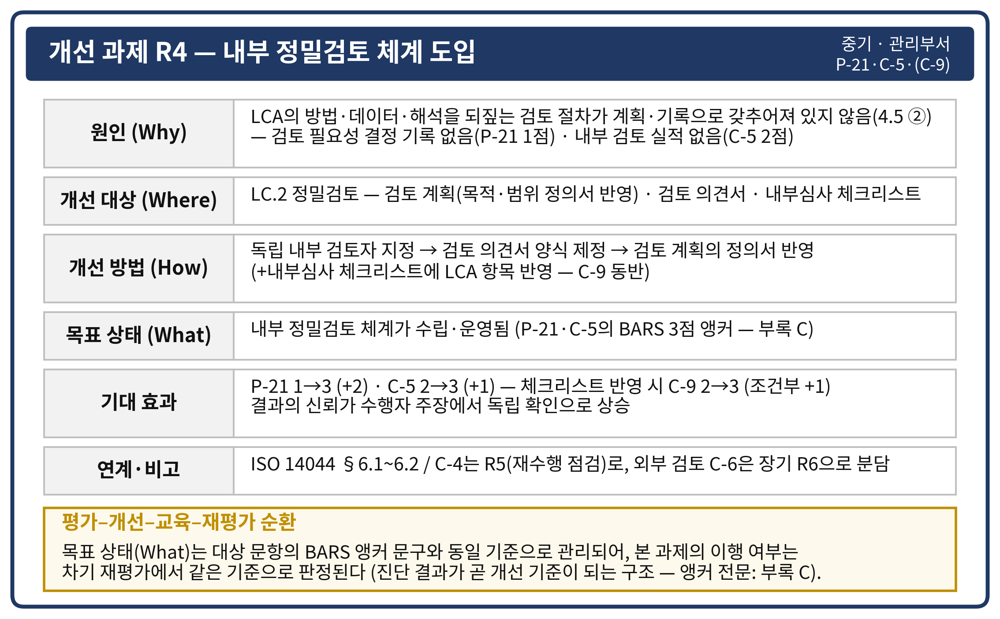 개선 과제 R4 — 내부 정밀검토 체계 도입
중기 · 관리부서
P-21·C-5·(C-9)
원인 (Why)
LCA의 방법·데이터·해석을 되짚는 검토 절차가 계획·기록으로 갖추어져 있지 않음(4.5 ②)
— 검토 필요성 결정 기록 없음(P-21 1점) · 내부 검토 실적 없음(C-5 2점)
개선 대상 (Where)
LC.2 정밀검토 — 검토 계획(목적·범위 정의서 반영) · 검토 의견서 · 내부심사 체크리스트
개선 방법 (How)
독립 내부 검토자 지정 → 검토 의견서 양식 제정 → 검토 계획의 정의서 반영
(+내부심사 체크리스트에 LCA 항목 반영 — C-9 동반)
목표 상태 (What)
내부 정밀검토 체계가 수립·운영됨 (P-21·C-5의 BARS 3점 앵커 — 부록 C)
기대 효과
P-21 1→3 (+2) · C-5 2→3 (+1) — 체크리스트 반영 시 C-9 2→3 (조건부 +1)
결과의 신뢰가 수행자 주장에서 독립 확인으로 상승
연계·비고
ISO 14044 §6.1~6.2 / C-4는 R5(재수행 점검)로, 외부 검토 C-6은 장기 R6으로 분담
평가–개선–교육–재평가 순환
목표 상태(What)는 대상 문항의 BARS 앵커 문구와 동일 기준으로 관리되어, 본 과제의 이행 여부는
차기 재평가에서 같은 기준으로 판정된다 (진단 결과가 곧 개선 기준이 되는 구조 — 앵커 전문: 부록 C).